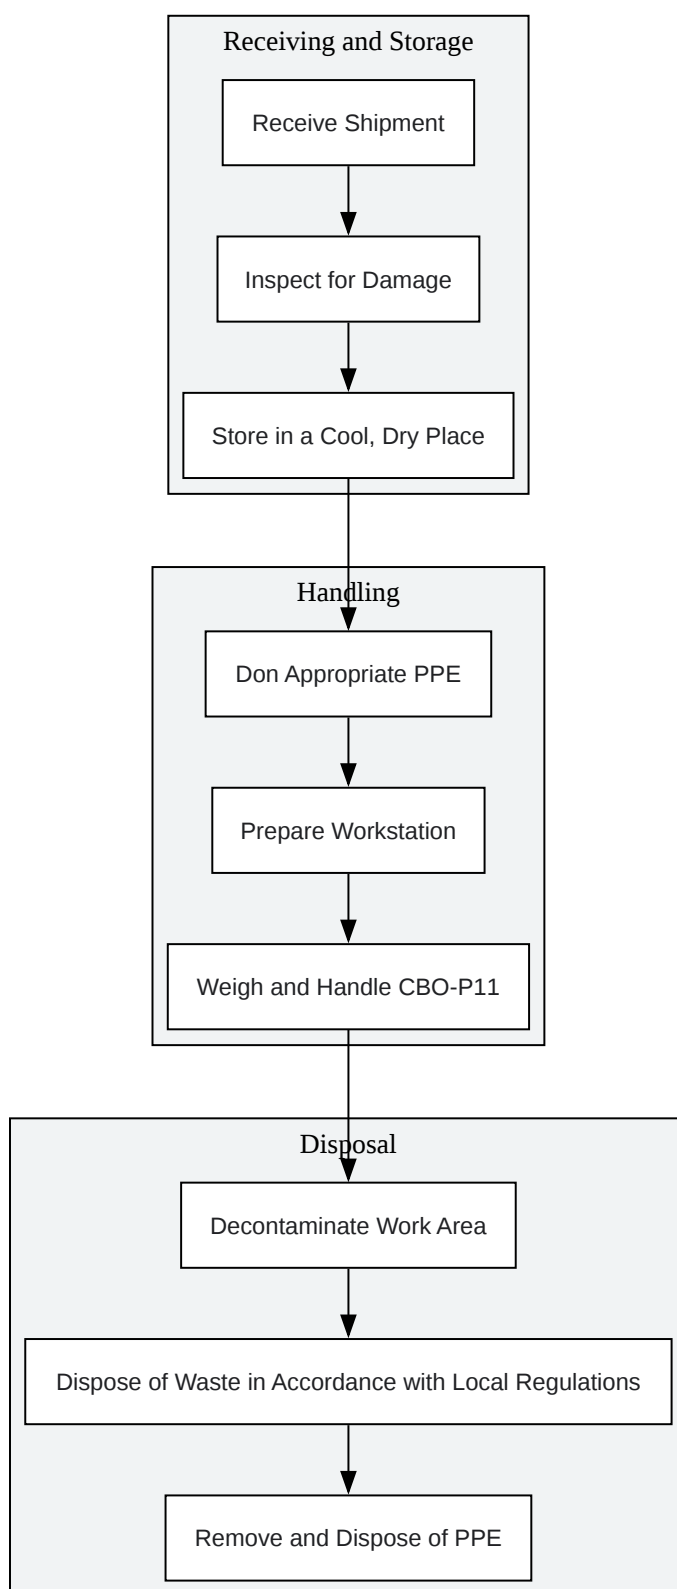 Receiving and Storage
Receive Shipment
Inspect for Damage
Store in a Cool, Dry Place
Handling
Don Appropriate PPE
Prepare Workstation
Weigh and Handle CBO-P11
Disposal
Decontaminate Work Area
Dispose of Waste in Accordance with Local Regulations
Remove and Dispose of PPE